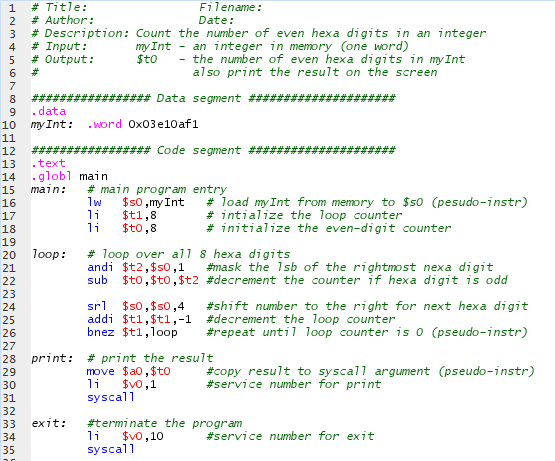 1 # Title: Filename:
2 # Author: Date:
3 # Description: Count the number of even hexa digits in an integer
4 # Input: myInt - an integer in memory (one word)
5 # Output: $t0 - the number of even hexa digits in myInt
6 # also print the result on the screen
7
8 ################# Data segment #####################
9 .data
10 myInt: .word 0x03e10af1
11
12 ################# Code segment #####################
13 .text
14 .globl main
15 main: # main program entry
16 lw $s0,myInt # load myInt from memory to $s0 (pesudo-instr)
17 li $t1,8 # intialize the loop counter
18 li $t0,8 # initialize the even-digit counter
19
20 loop: # loop over all 8 hexa digits
21 andi $t2,$s0,1 #mask the lsb of the rightmost nexa digit
22 sub $t0,$t0,$t2 #decrement the counter if hexa digit is odd
23
24 srl $s0,$s0,4 #shift number to the right for next hexa digit
25 addi $t1,$t1,-1 #decrement the loop counter
26 bnez $t1,loop #repeat until loop counter is 0 (pseudo-instr)
27
28 print: # print the result
29 move $a0,$t0 #copy result to syscall argument (pseudo-instr)
30 li $v0,1 #service number for print
31 syscall
32
33 exit: #terminate the program
34 li $v0,10 #service number for exit
35 syscall